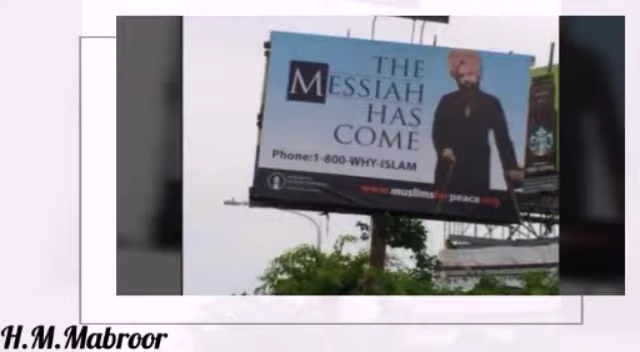 THE
MESSIAH
HAS
COME
Phone:1-800-WHY-ISLAM
www.muslimsforpeace.org
H.M.Mabroor